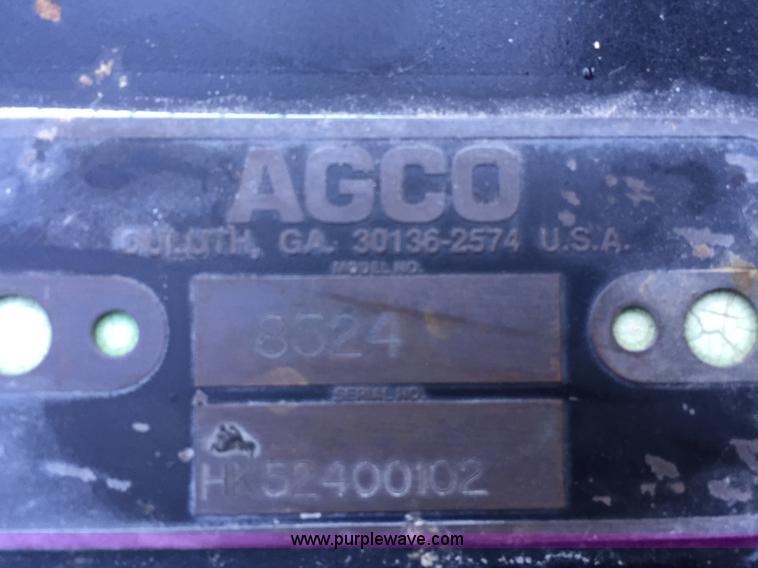 AGCO
DULUTH, GA. 30136-2574 U.S.A.
MODEL NO.
8524
SERIAL NO.
HK52400102
www.purplewave.com